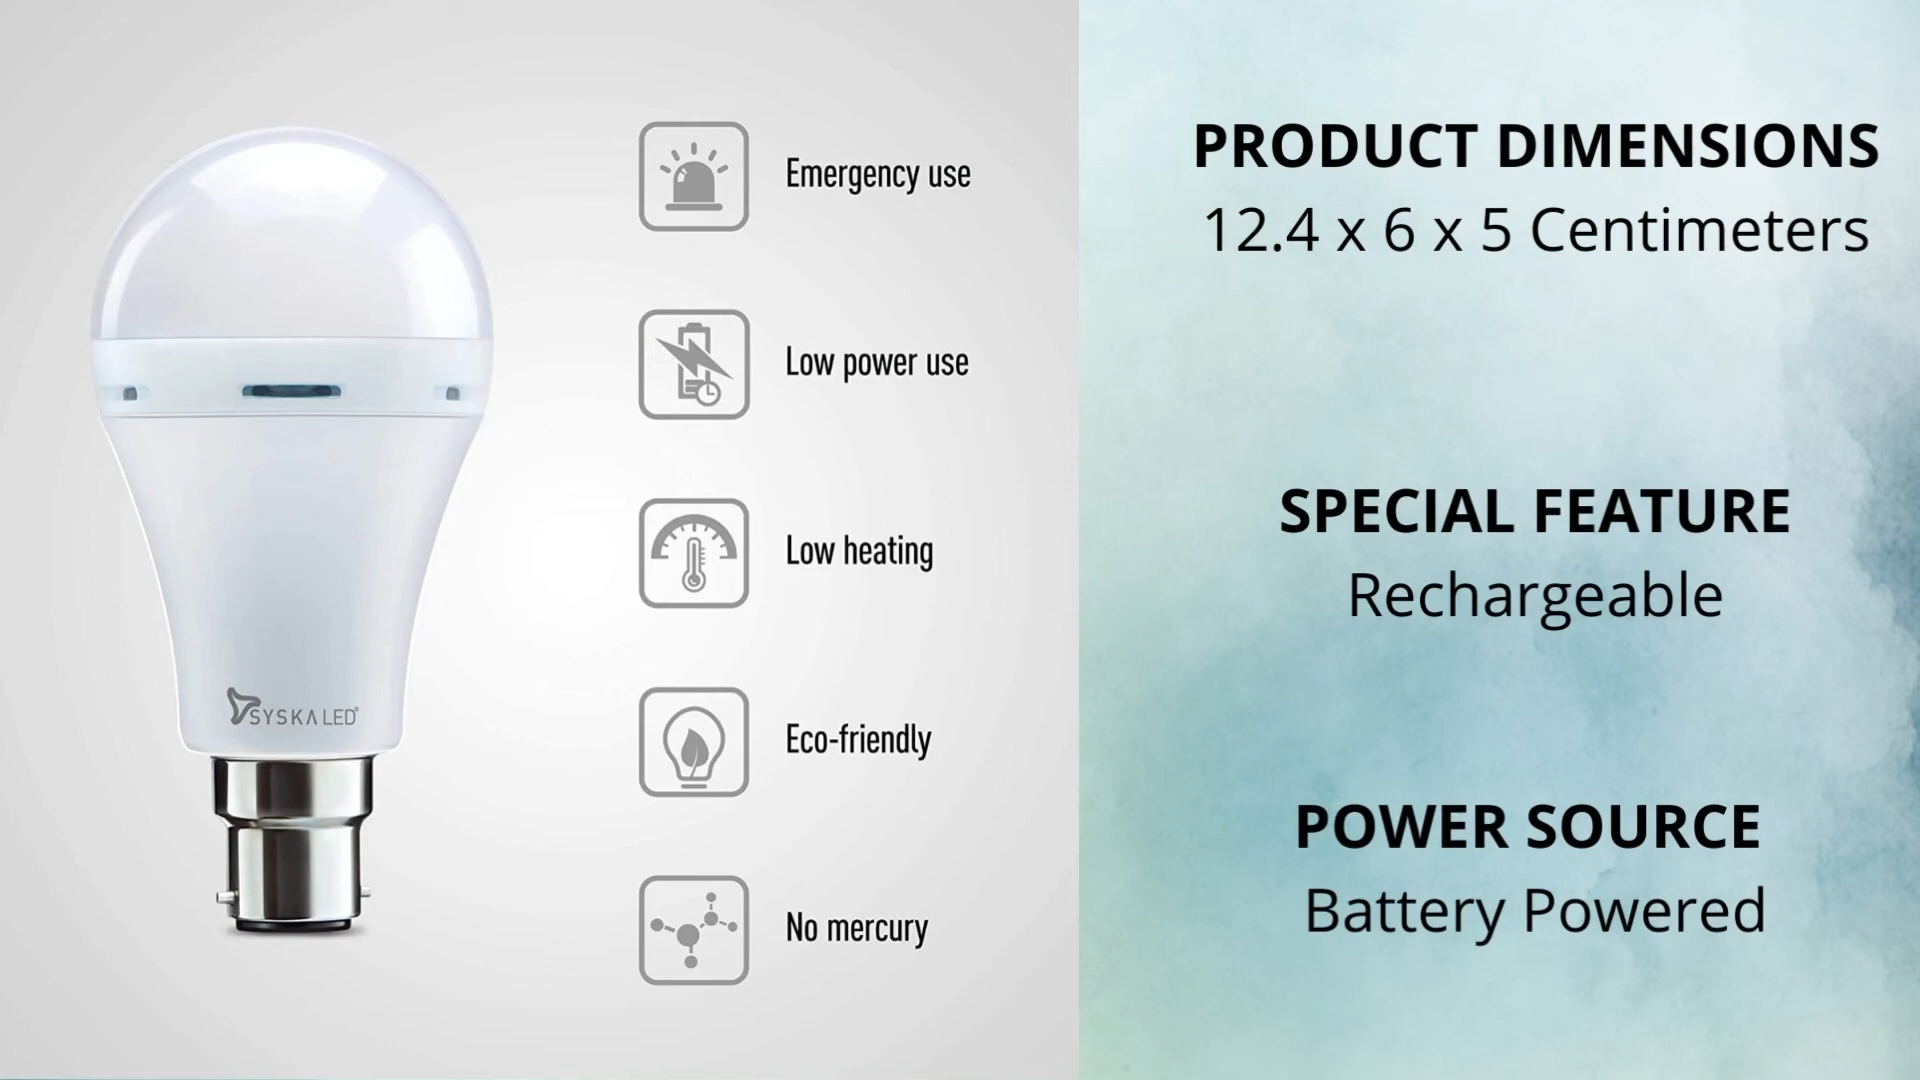 SYSKA LED
Emergency use
Low power use
Low heating
Eco-friendly
No mercury
PRODUCT DIMENSIONS
12.4 x 6 x 5 Centimeters
SPECIAL FEATURE
Rechargeable
POWER SOURCE
Battery Powered